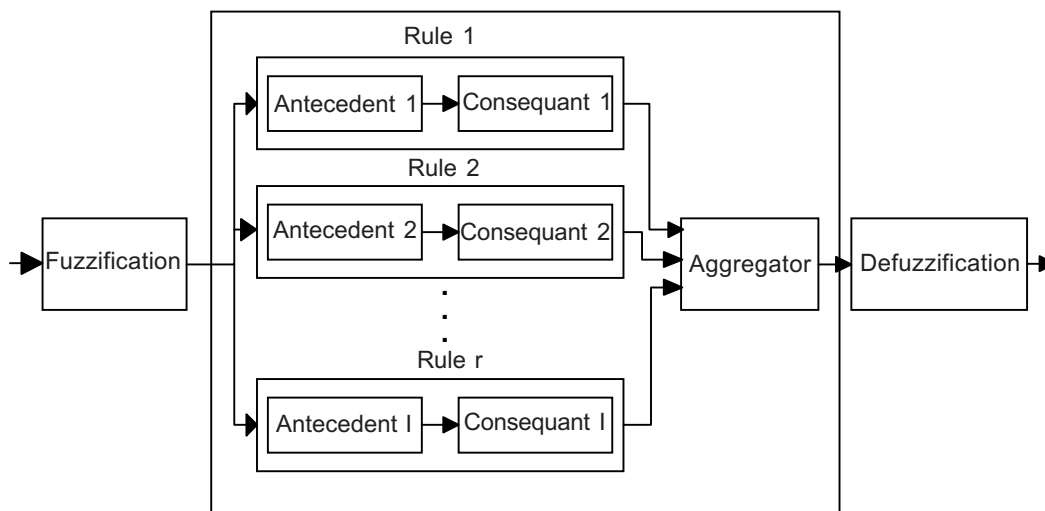 Rule 1
Antecedent 1
Consequant 1
Rule 2
Antecedent 2
Consequant 2
Fuzzification
Aggregator
Defuzzification
Rule r
Antecedent l
Consequant l